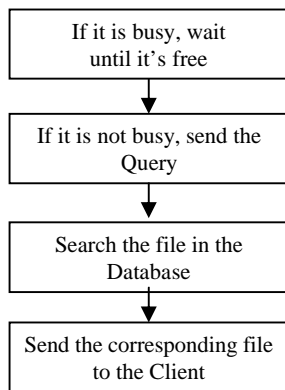 If it is busy, wait
until it's free
If it is not busy, send the
Query
Search the file in the
Database
Send the corresponding file
to the Client